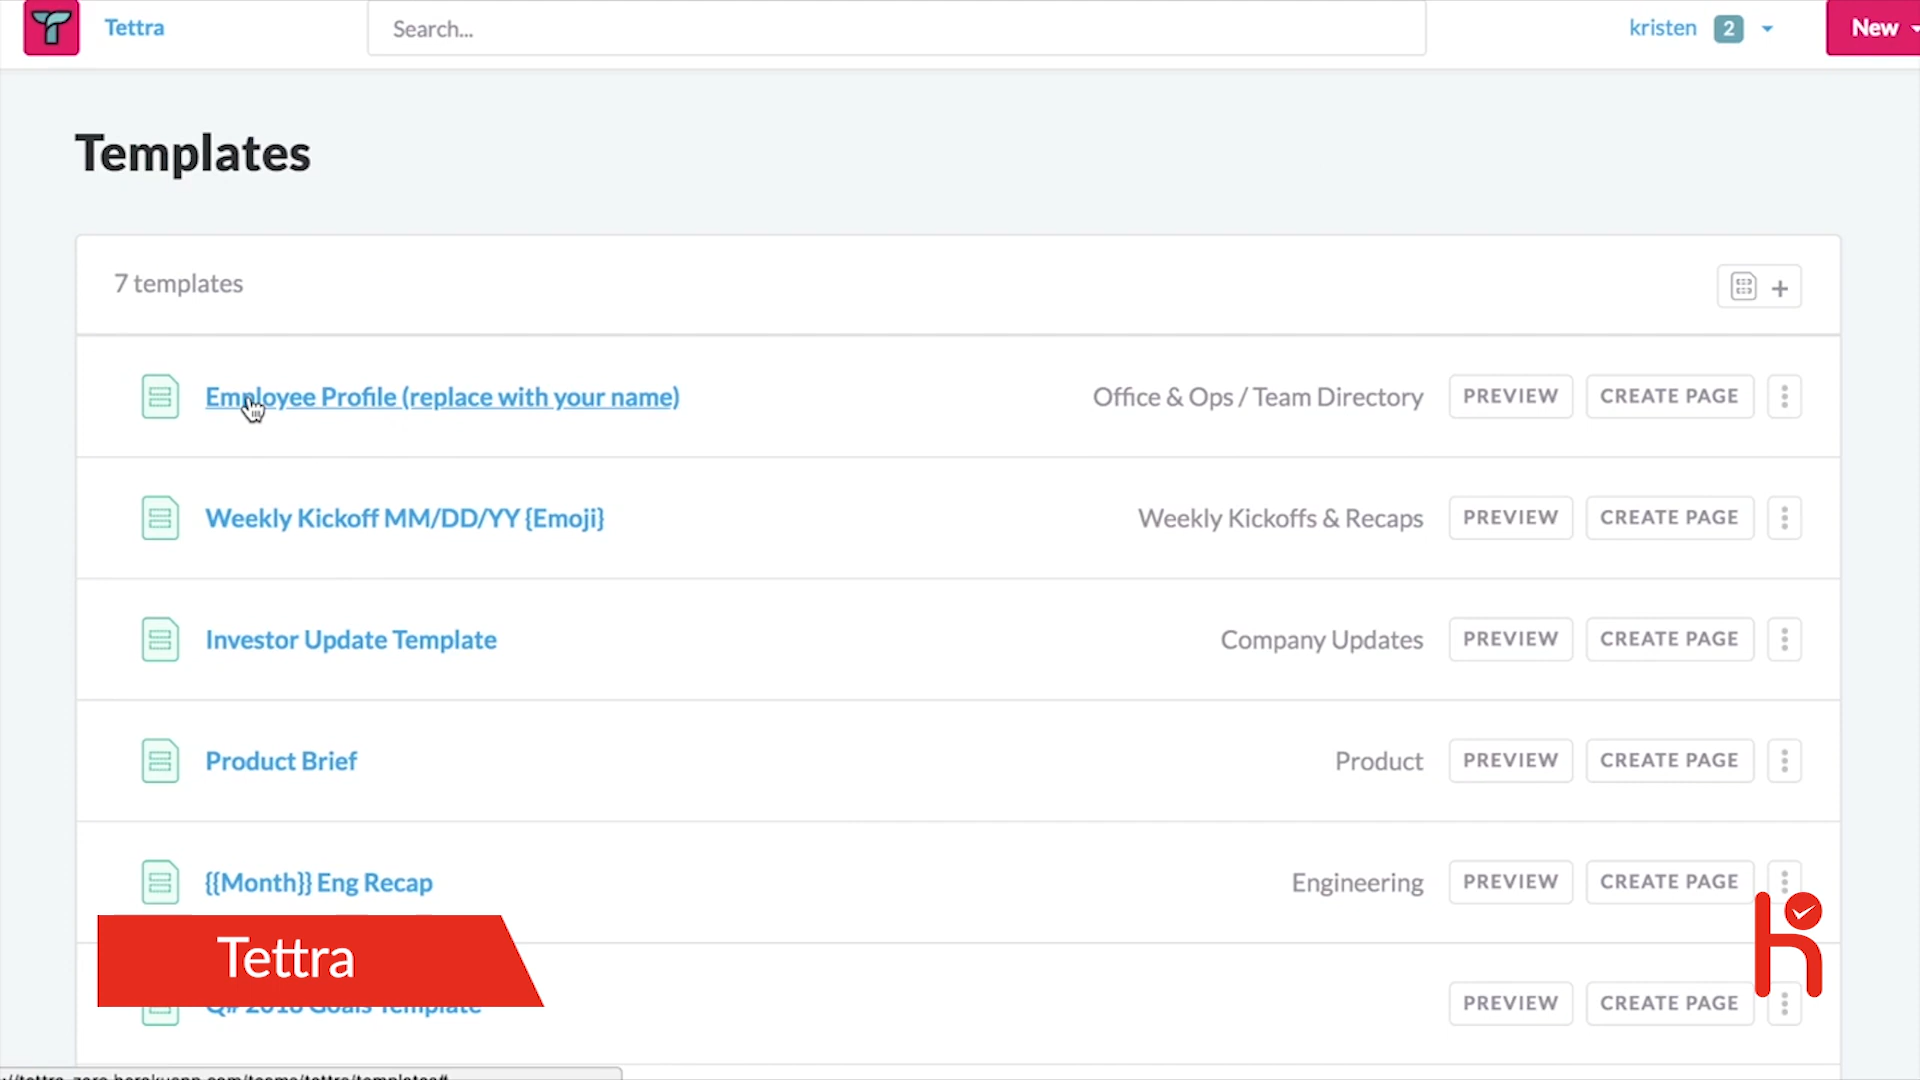 Tettra
Search...
kristen 2
New
Templates
7 templates
Employee Profile (replace with your name) Office & Ops / Team Directory PREVIEW CREATE PAGE
Weekly Kickoff MM/DD/YY {Emoji} Weekly Kickoffs & Recaps PREVIEW CREATE PAGE
Investor Update Template Company Updates PREVIEW CREATE PAGE
Product Brief Product PREVIEW CREATE PAGE
{{Month}} Eng Recap Engineering PREVIEW CREATE PAGE
Tettra
Q# 2018 Goals Template PREVIEW CREATE PAGE